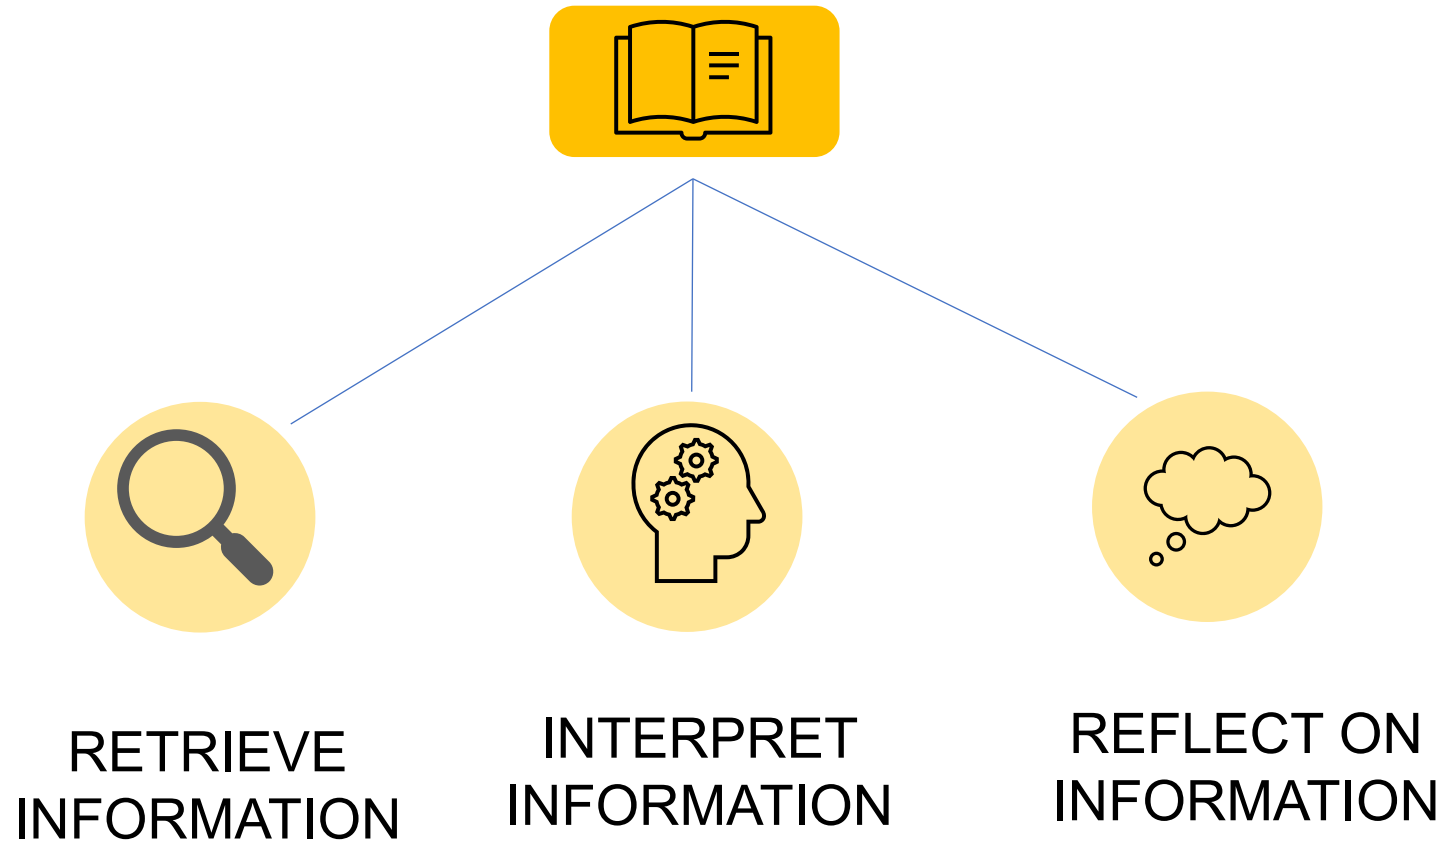 RETRIEVE
INFORMATION
INTERPRET
INFORMATION
REFLECT ON
INFORMATION